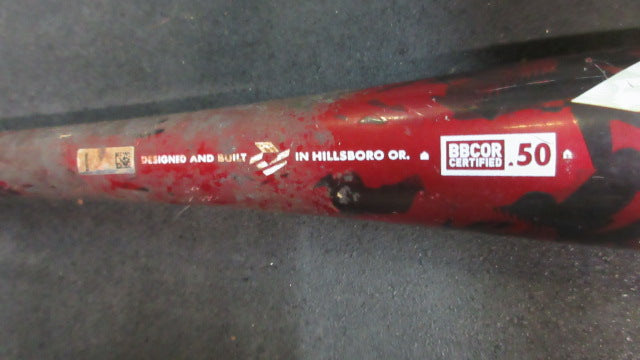 DESIGNED AND BUILT IN HILLSBORO OR.
BBCOR
CERTIFIED .50